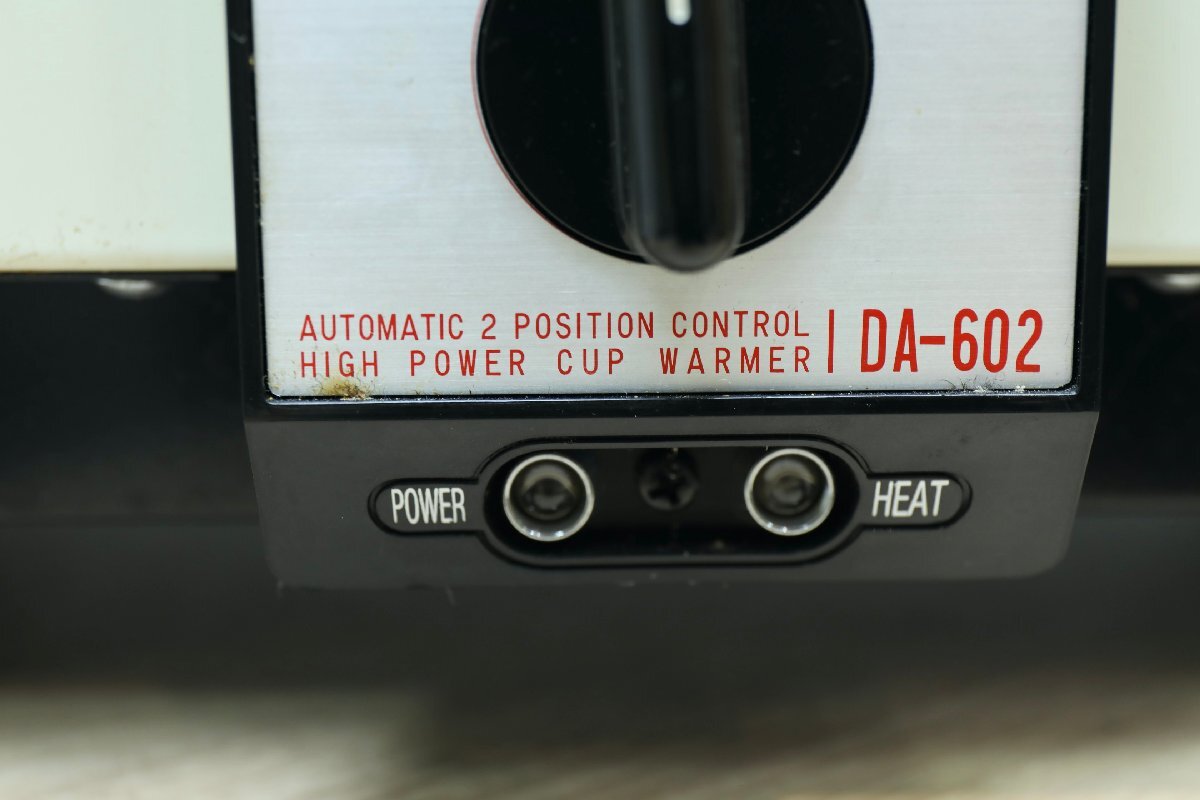 AUTOMATIC 2 POSITION CONTROL
HIGH POWER CUP WARMER
DA-602
POWER
HEAT